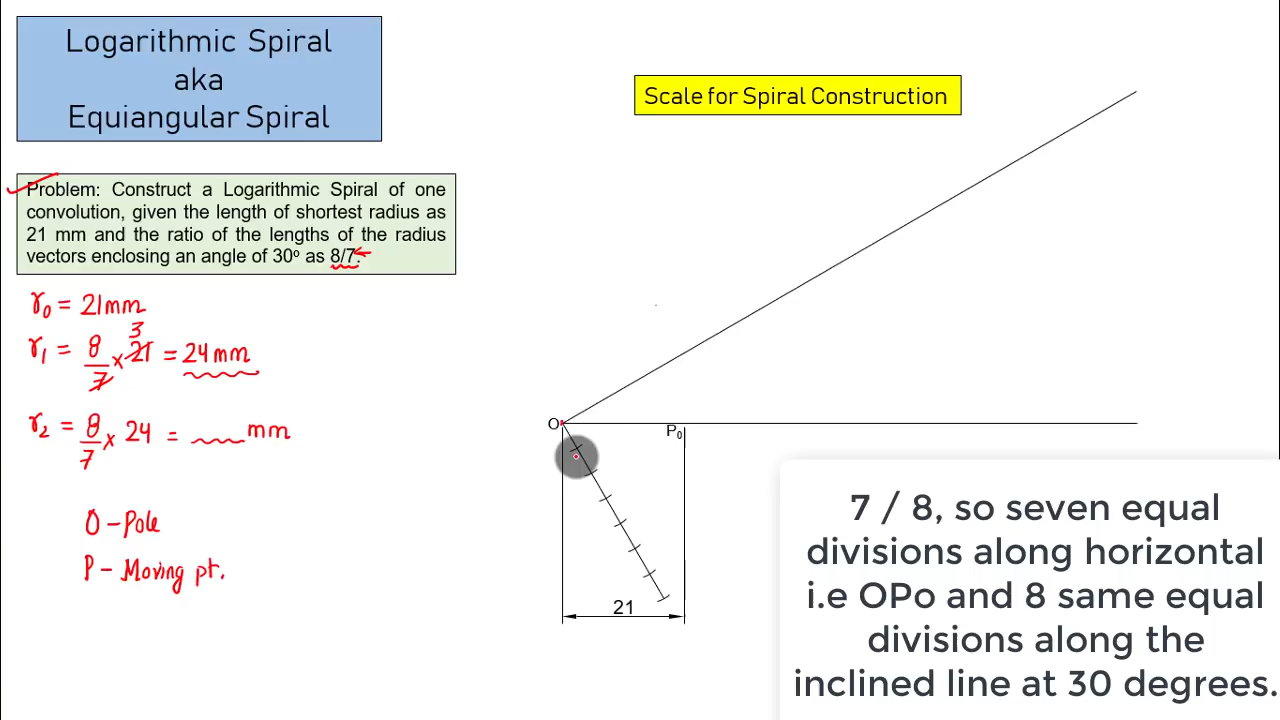 Logarithmic Spiral
aka
Equiangular Spiral
Scale for Spiral Construction
Problem: Construct a Logarithmic Spiral of one
convolution, given the length of shortest radius as
21 mm and the ratio of the lengths of the radius
vectors enclosing an angle of 30º as 8/7.
r₀ = 21mm
r₁ = 8/7 × 21 3 = 24mm
r₂ = 8/7 × 24 = mm
O - Pole
P - Moving pt.
O
P₀
21
7 / 8, so seven equal
divisions along horizontal
i.e OPo and 8 same equal
divisions along the
inclined line at 30 degrees.